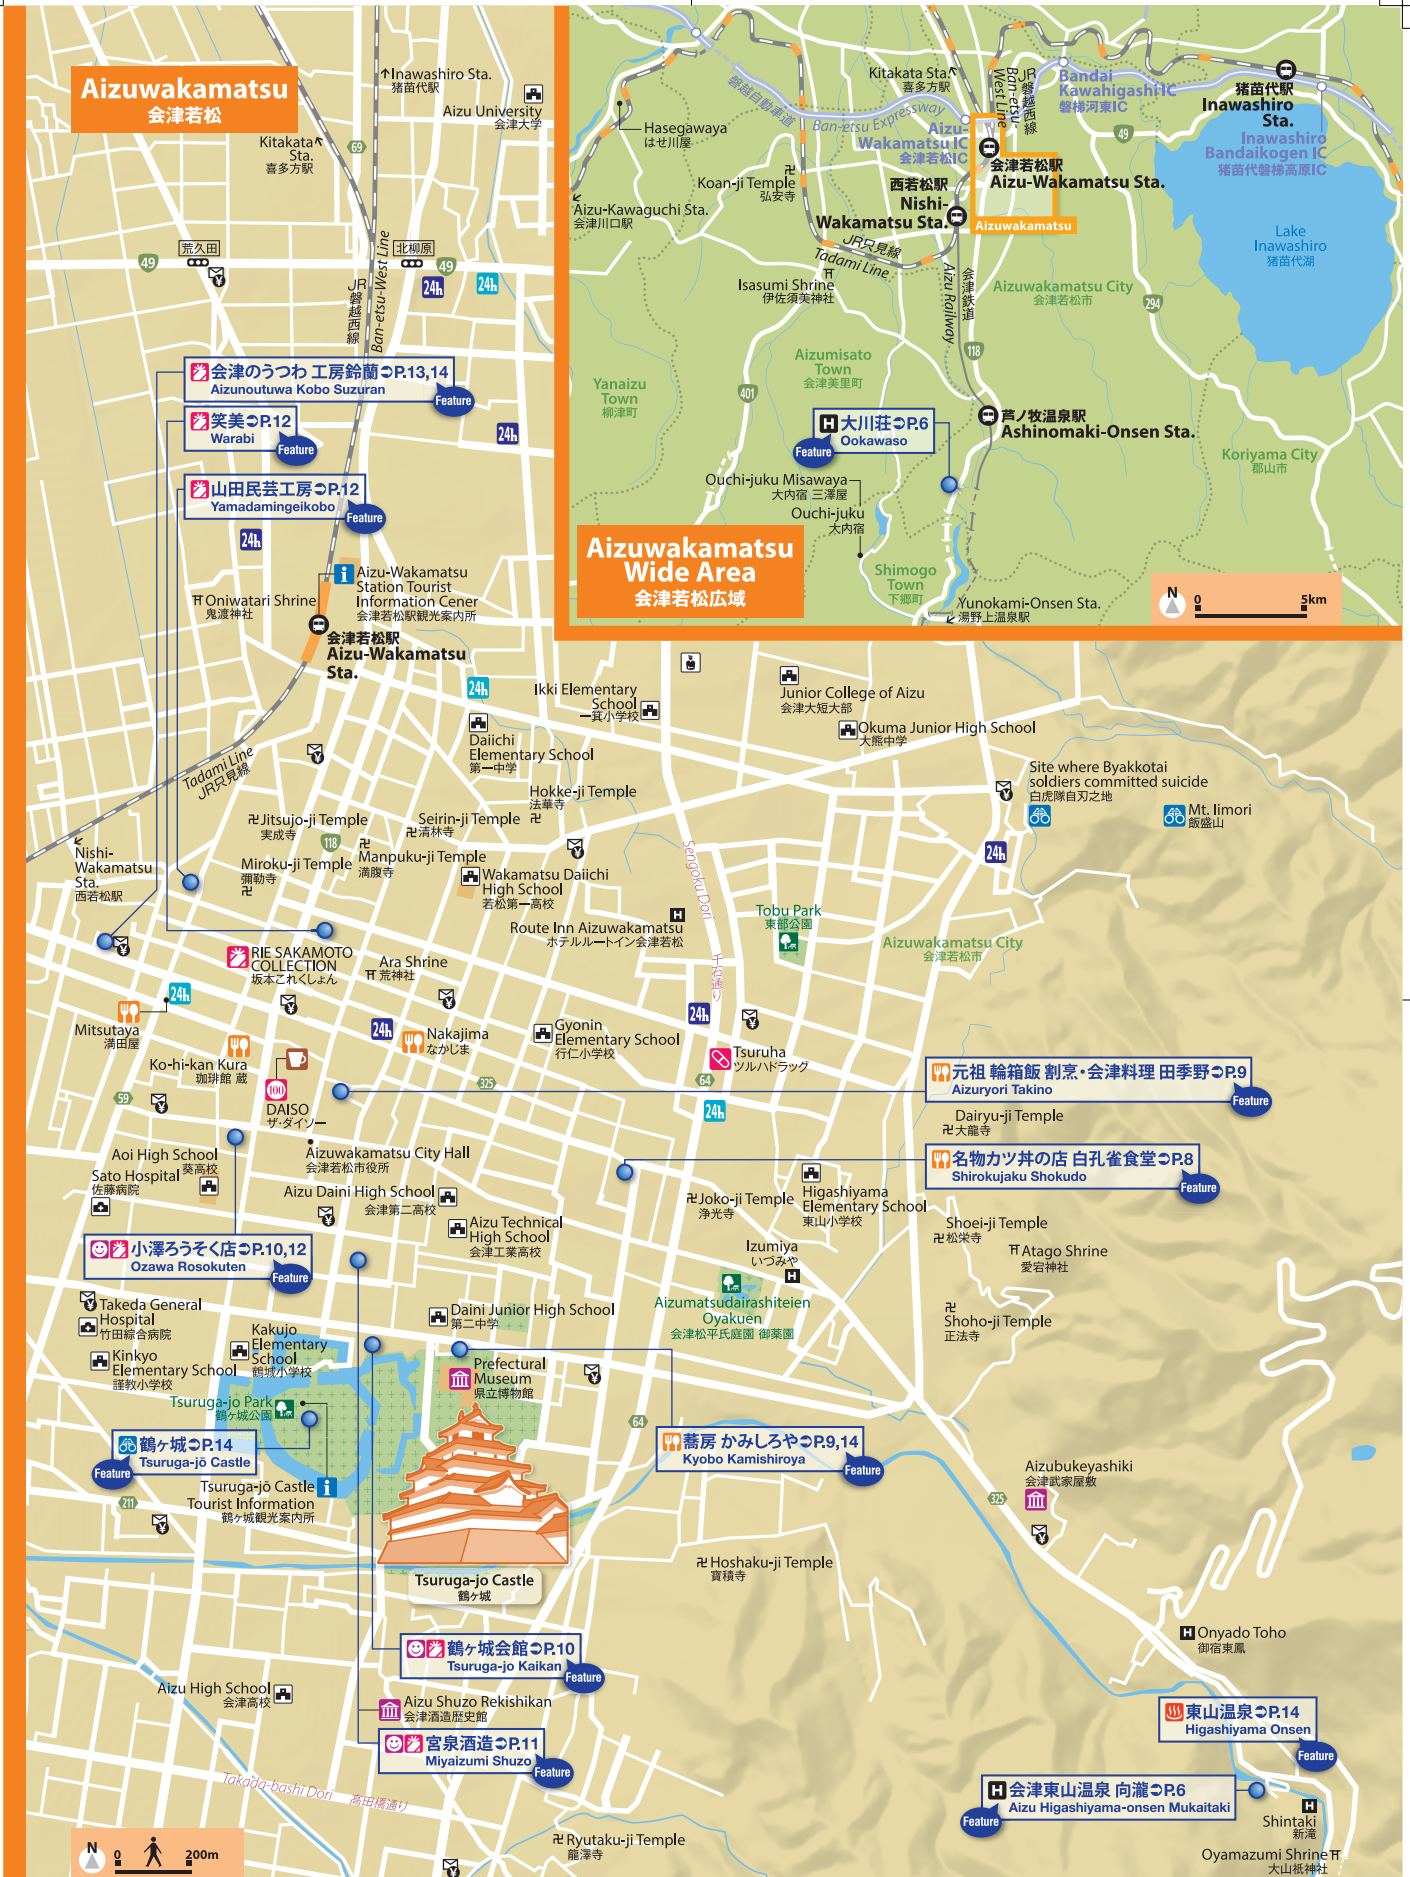 Aizuwakamatsu
会津若松
↑Inawashiro Sta.
猪苗代駅
Aizu University
会津大学
Kitakata
Sta.
喜多方駅
69
荒久田
北柳原
49
49
24h
24h
JR磐越西線
Ban-etsu-West Line
会津のうつわ 工房鈴蘭➲P.13,14
Aizunoutuwa Kobo Suzuran
Feature
笑美➲P.12
Warabi
Feature
24h
山田民芸工房➲P.12
Yamadamingeikobo
Feature
24h
Aizu-Wakamatsu
Station Tourist
Information Cener
会津若松駅観光案内所
Oniwatari Shrine
鬼渡神社
会津若松駅
Aizu-Wakamatsu
Sta.
Kitakata Sta.
喜多方駅
磐越自動車道
Ban-etsu Expressway
Ban-etsu-
West Line
JR磐越西線
Bandai
Kawahigashi IC
磐梯河東IC
猪苗代駅
Inawashiro
Sta.
Inawashiro
Bandaikogen IC
猪苗代磐梯高原IC
Hasegawaya
はせ川屋
Aizu-
Wakamatsu IC
会津若松IC
49
会津若松駅
Aizu-Wakamatsu Sta.
Koan-ji Temple
弘安寺
西若松駅
Nishi-
Wakamatsu Sta.
Aizuwakamatsu
Aizu-Kawaguchi Sta.
会津川口駅
JR只見線
Tadami Line
Lake
Inawashiro
猪苗代湖
Isasumi Shrine
伊佐須美神社
Aizu Railway
会津鉄道
Aizuwakamatsu City
会津若松市
294
118
Aizumisato
Town
会津美里町
Yanaizu
Town
柳津町
401
大川荘➲P.6
Ookawaso
Feature
芦ノ牧温泉駅
Ashinomaki-Onsen Sta.
Koriyama City
郡山市
Ouchi-juku Misawaya
大内宿 三澤屋
Ouchi-juku
大内宿
Aizuwakamatsu
Wide Area
会津若松広域
Shimogo
Town
下郷町
Yunokami-Onsen Sta.
湯野上温泉駅
N
0
5km
24h
Ikki Elementary
School
一箕小学校
Junior College of Aizu
会津大短大部
Okuma Junior High School
大熊中学
Daiichi
Elementary School
第一中学
Tadami Line
JR只見線
Site where Byakkotai
soldiers committed suicide
白虎隊自刃之地
Mt. Iimori
飯盛山
Hokke-ji Temple
法華寺
Jitsujo-ji Temple
実成寺
Seirin-ji Temple
清林寺
118
Nishi-
Wakamatsu
Sta.
西若松駅
Miroku-ji Temple
彌勒寺
Manpuku-ji Temple
満腹寺
Wakamatsu Daiichi
High School
若松第一高校
24h
Sengoku Dori
千石通り
Route Inn Aizuwakamatsu
ホテルルートイン会津若松
Tobu Park
東部公園
Aizuwakamatsu City
会津若松市
RIE SAKAMOTO
COLLECTION
坂本これくしょん
Ara Shrine
荒神社
24h
Mitsutaya
満田屋
24h
Nakajima
なかじま
Gyonin
Elementary School
行仁小学校
24h
Tsuruha
ツルハドラッグ
Ko-hi-kan Kura
珈琲館 蔵
100
DAISO
ザ・ダイソー
325
64
24h
59
元祖 輪箱飯 割烹・会津料理 田季野➲P.9
Aizuryori Takino
Feature
Dairyu-ji Temple
大龍寺
Aizuwakamatsu City Hall
会津若松市役所
Aoi High School
葵高校
Sato Hospital
佐藤病院
Aizu Daini High School
会津第二高校
名物カツ丼の店 白孔雀食堂➲P.8
Shirokujaku Shokudo
Feature
Joko-ji Temple
浄光寺
Higashiyama
Elementary School
東山小学校
Aizu Technical
High School
会津工業高校
Shoei-ji Temple
松栄寺
Atago Shrine
愛宕神社
小澤ろうそく店➲P.10,12
Ozawa Rosokuten
Feature
Izumiya
いづみや
Aizumatsudairashiteien
Oyakuen
会津松平氏庭園 御薬園
Takeda General
Hospital
竹田綜合病院
Daini Junior High School
第二中学
Shoho-ji Temple
正法寺
Kakujo
Elementary
School
鶴城小学校
Kinkyo
Elementary School
謹教小学校
Prefectural
Museum
県立博物館
Tsuruga-jo Park
鶴ヶ城公園
64
鶴ヶ城➲P.14
Tsuruga-jō Castle
Feature
蕎房 かみしろや➲P.9,14
Kyobo Kamishiroya
Feature
Tsuruga-jō Castle
Tourist Information
鶴ヶ城観光案内所
211
Aizubukeyashiki
会津武家屋敷
325
Hoshaku-ji Temple
寶積寺
Tsuruga-jo Castle
鶴ヶ城
鶴ヶ城会館➲P.10
Tsuruga-jo Kaikan
Feature
Onyado Toho
御宿東鳳
Aizu High School
会津高校
Aizu Shuzo Rekishikan
会津酒造歴史館
宮泉酒造➲P.11
Miyaizumi Shuzo
Feature
東山温泉➲P.14
Higashiyama Onsen
Feature
会津東山温泉 向瀧➲P.6
Aizu Higashiyama-onsen Mukaitaki
Feature
Takada-bashi Dori 高田橋通り
Shintaki
新滝
Ryutaku-ji Temple
龍澤寺
Oyamazumi Shrine
大山祇神社
N
0
200m